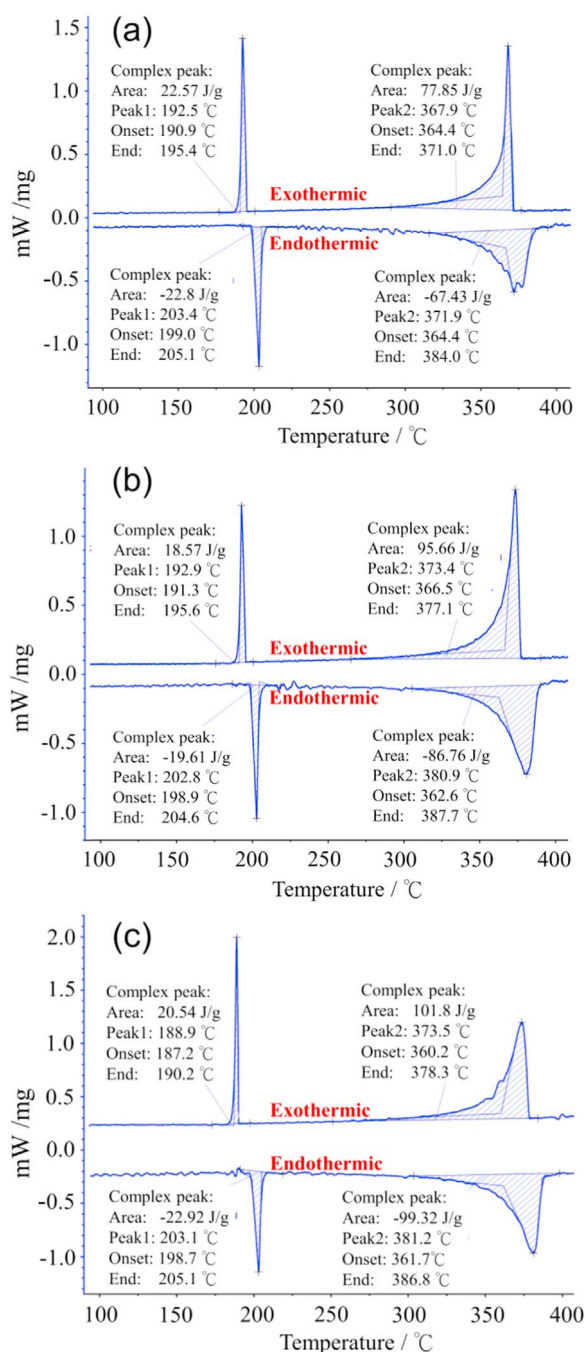 (a)
1.5
1.0
0.5
0.0
-0.5
-1.0
mW /mg
Complex peak:
Area: 22.57 J/g
Peak1: 192.5 ℃
Onset: 190.9 ℃
End: 195.4 ℃
Complex peak:
Area: 77.85 J/g
Peak2: 367.9 ℃
Onset: 364.4 ℃
End: 371.0 ℃
Exothermic
Endothermic
Complex peak:
Area: -22.8 J/g
Peak1: 203.4 ℃
Onset: 199.0 ℃
End: 205.1 ℃
Complex peak:
Area: -67.43 J/g
Peak2: 371.9 ℃
Onset: 364.4 ℃
End: 384.0 ℃
100 150 200 250 300 350 400
Temperature / ℃
(b)
1.0
0.5
0.0
-0.5
-1.0
mW /mg
Complex peak:
Area: 18.57 J/g
Peak1: 192.9 ℃
Onset: 191.3 ℃
End: 195.6 ℃
Complex peak:
Area: 95.66 J/g
Peak2: 373.4 ℃
Onset: 366.5 ℃
End: 377.1 ℃
Exothermic
Endothermic
Complex peak:
Area: -19.61 J/g
Peak1: 202.8 ℃
Onset: 198.9 ℃
End: 204.6 ℃
Complex peak:
Area: -86.76 J/g
Peak2: 380.9 ℃
Onset: 362.6 ℃
End: 387.7 ℃
100 150 200 250 300 350 400
Temperature / ℃
(c)
2.0
1.5
1.0
0.5
0.0
-0.5
-1.0
mW /mg
Complex peak:
Area: 20.54 J/g
Peak1: 188.9 ℃
Onset: 187.2 ℃
End: 190.2 ℃
Complex peak:
Area: 101.8 J/g
Peak2: 373.5 ℃
Onset: 360.2 ℃
End: 378.3 ℃
Exothermic
Endothermic
Complex peak:
Area: -22.92 J/g
Peak1: 203.1 ℃
Onset: 198.7 ℃
End: 205.1 ℃
Complex peak:
Area: -99.32 J/g
Peak2: 381.2 ℃
Onset: 361.7℃
End: 386.8 ℃
100 150 200 250 300 350 400
Temperature / ℃